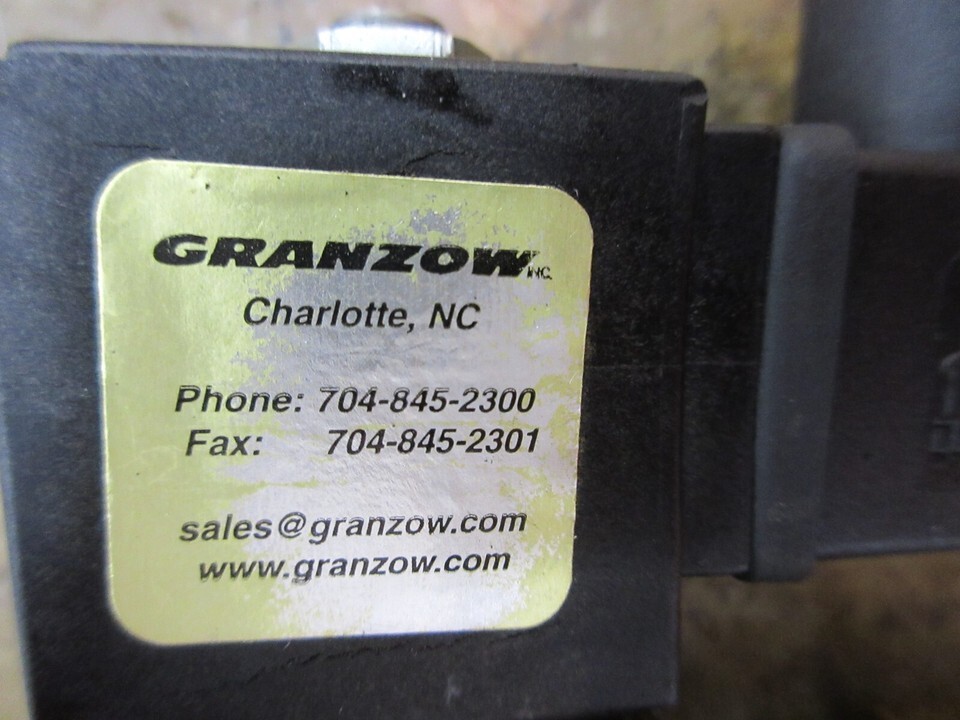 GRANZOW INC.
Charlotte, NC
Phone: 704-845-2300
Fax: 704-845-2301
sales@granzow.com
www.granzow.com